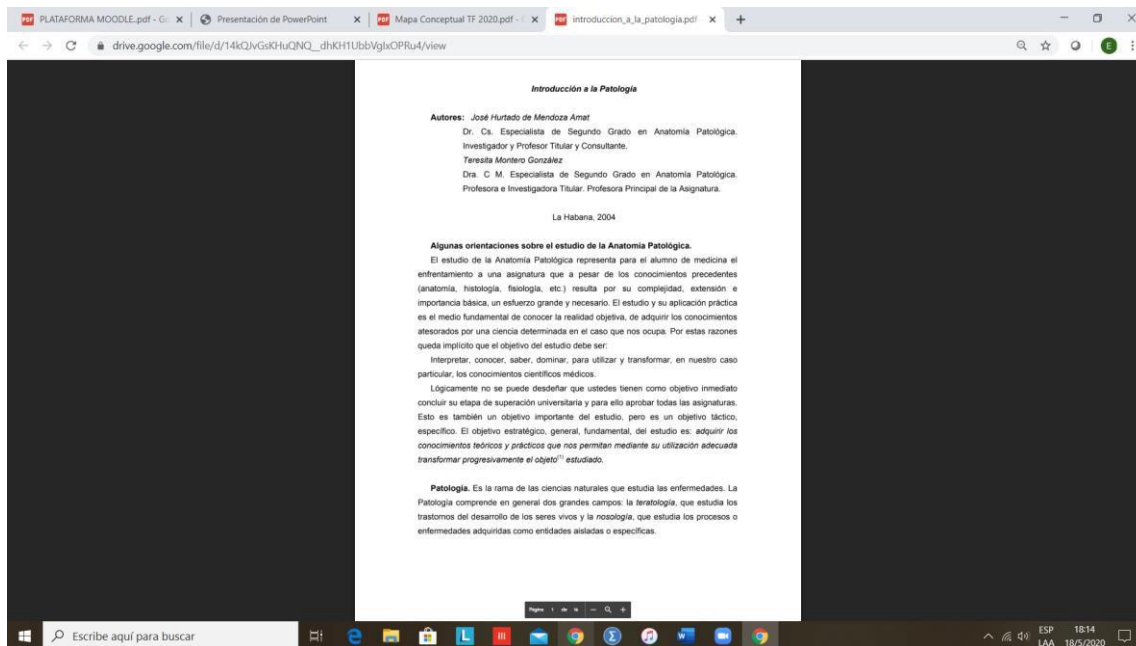 PLATAFORMA MOODLE..pdf - G
Presentación de PowerPoint
Mapa Conceptual TF 2020.pdf -
introduccion_a_la_patologia.pdf
drive.google.com/file/d/14kQJvGsKHuQNQ__dhKH1UbbVglxOPRu4/view
E
Introducción a la Patología
Autores: José Hurtado de Mendoza Amat
Dr. Cs. Especialista de Segundo Grado en Anatomía Patológica.
Investigador y Profesor Titular y Consultante.
Teresita Montero González
Dra. C M. Especialista de Segundo Grado en Anatomía Patológica.
Profesora e Investigadora Titular. Profesora Principal de la Asignatura.
La Habana, 2004
Algunas orientaciones sobre el estudio de la Anatomía Patológica.
El estudio de la Anatomía Patológica representa para el alumno de medicina el
enfrentamiento a una asignatura que a pesar de los conocimientos precedentes
(anatomía, histología, fisiología, etc.) resulta por su complejidad, extensión e
importancia básica, un esfuerzo grande y necesario. El estudio y su aplicación práctica
es el medio fundamental de conocer la realidad objetiva, de adquirir los conocimientos
atesorados por una ciencia determinada en el caso que nos ocupa. Por estas razones
queda implícito que el objetivo del estudio debe ser:
Interpretar, conocer, saber, dominar, para utilizar y transformar, en nuestro caso
particular, los conocimientos científicos médicos.
Lógicamente no se puede desdeñar que ustedes tienen como objetivo inmediato
concluir su etapa de superación universitaria y para ello aprobar todas las asignaturas.
Esto es también un objetivo importante del estudio, pero es un objetivo táctico,
específico. El objetivo estratégico, general, fundamental, del estudio es: adquirir los
conocimientos teóricos y prácticos que nos permitan mediante su utilización adecuada
transformar progresivamente el objeto(1) estudiado.
Patología. Es la rama de las ciencias naturales que estudia las enfermedades. La
Patología comprende en general dos grandes campos: la teratología, que estudia los
trastornos del desarrollo de los seres vivos y la nosología, que estudia los procesos o
enfermedades adquiridas como entidades aisladas o específicas.
Página 1 de 16
Escribe aquí para buscar
ESP 18:14
LAA 18/5/2020